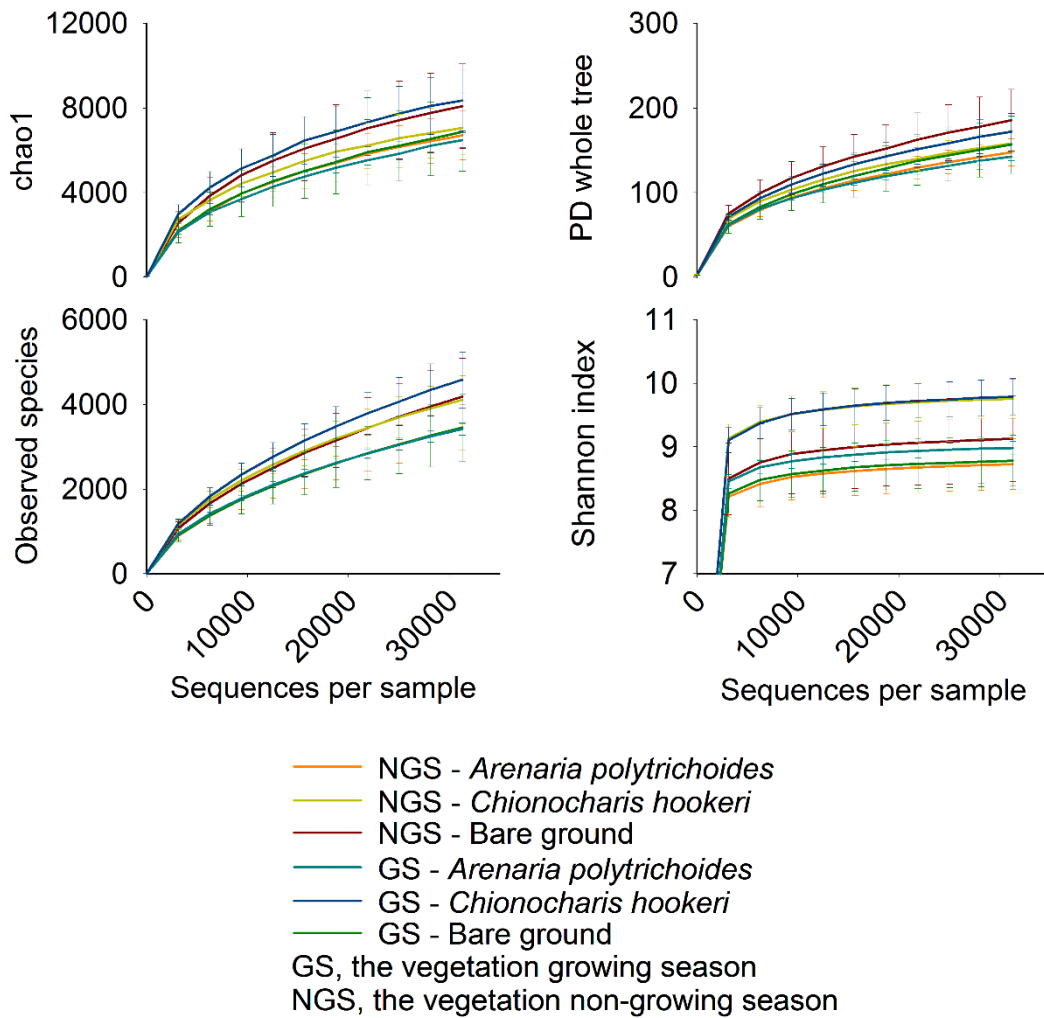 12000
8000
4000
0
chao1
300
200
100
0
PD whole tree
6000
4000
2000
0
Observed species
0
10000
20000
30000
Sequences per sample
11
10
9
8
7
Shannon index
0
10000
20000
30000
Sequences per sample
NGS - Arenaria polytrichoides
NGS - Chionocharis hookeri
NGS - Bare ground
GS - Arenaria polytrichoides
GS - Chionocharis hookeri
GS - Bare ground
GS, the vegetation growing season
NGS, the vegetation non-growing season